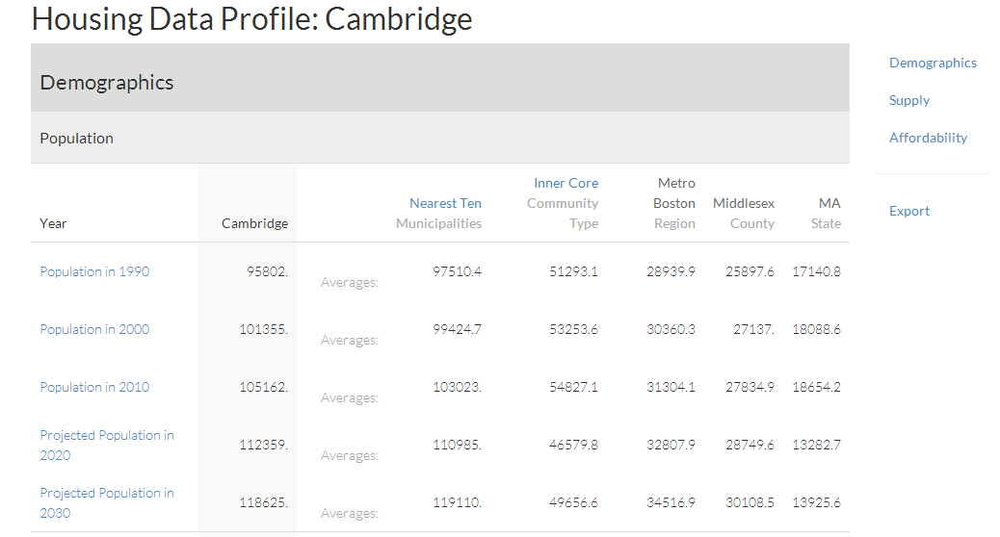 Housing Data Profile: Cambridge
Demographics
Population
Year Cambridge Nearest Ten Municipalities Inner Core Community Type Metro Boston Region Middlesex County MA State
Population in 1990 95802. Averages: 97510.4 51293.1 28939.9 25897.6 17140.8
Population in 2000 101355. Averages: 99424.7 53253.6 30360.3 27137. 18088.6
Population in 2010 105162. Averages: 103023. 54827.1 31304.1 27834.9 18654.2
Projected Population in 2020 112359. Averages: 110985. 46579.8 32807.9 28749.6 13282.7
Projected Population in 2030 118625. Averages: 119110. 49656.6 34516.9 30108.5 13925.6
Demographics
Supply
Affordability
Export